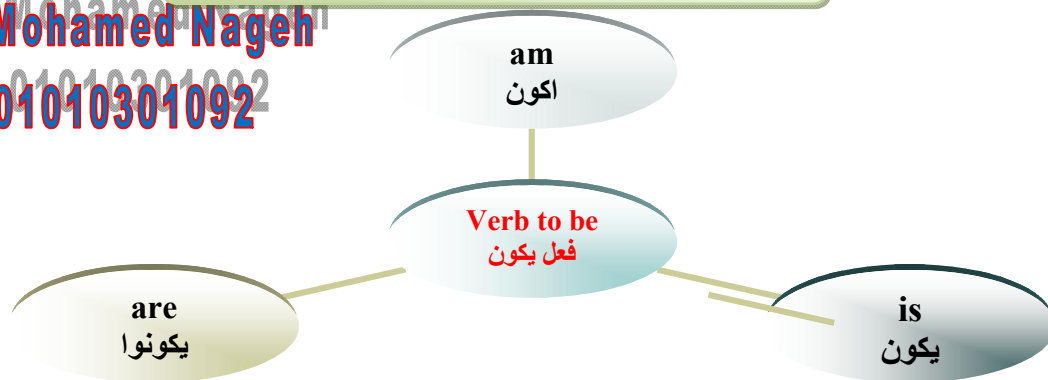 Mohamed Nageh
01010301092
am
اكون
Verb to be
فعل يكون
are
يكونوا
is
يكون